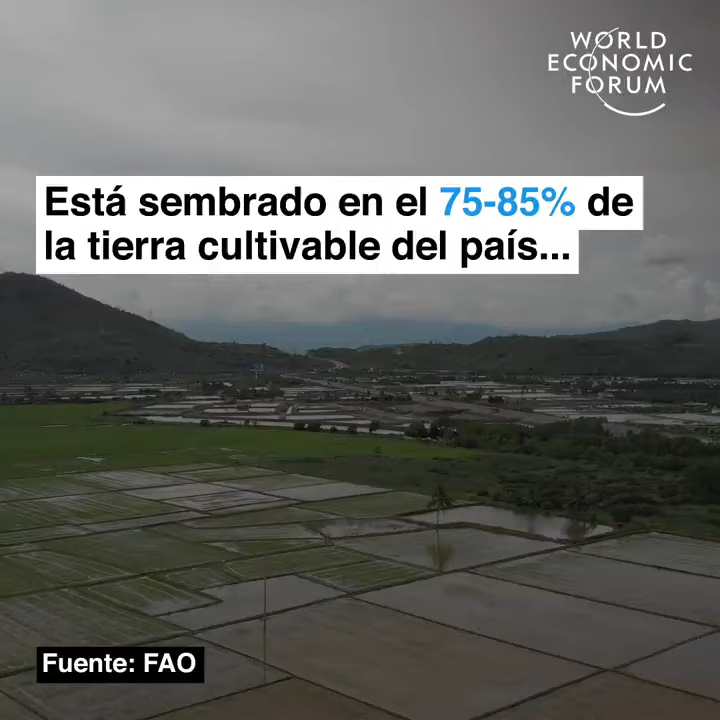 WORLD
ECONOMIC
FORUM
Está sembrado en el 75-85% de
la tierra cultivable del país...
Fuente: FAO